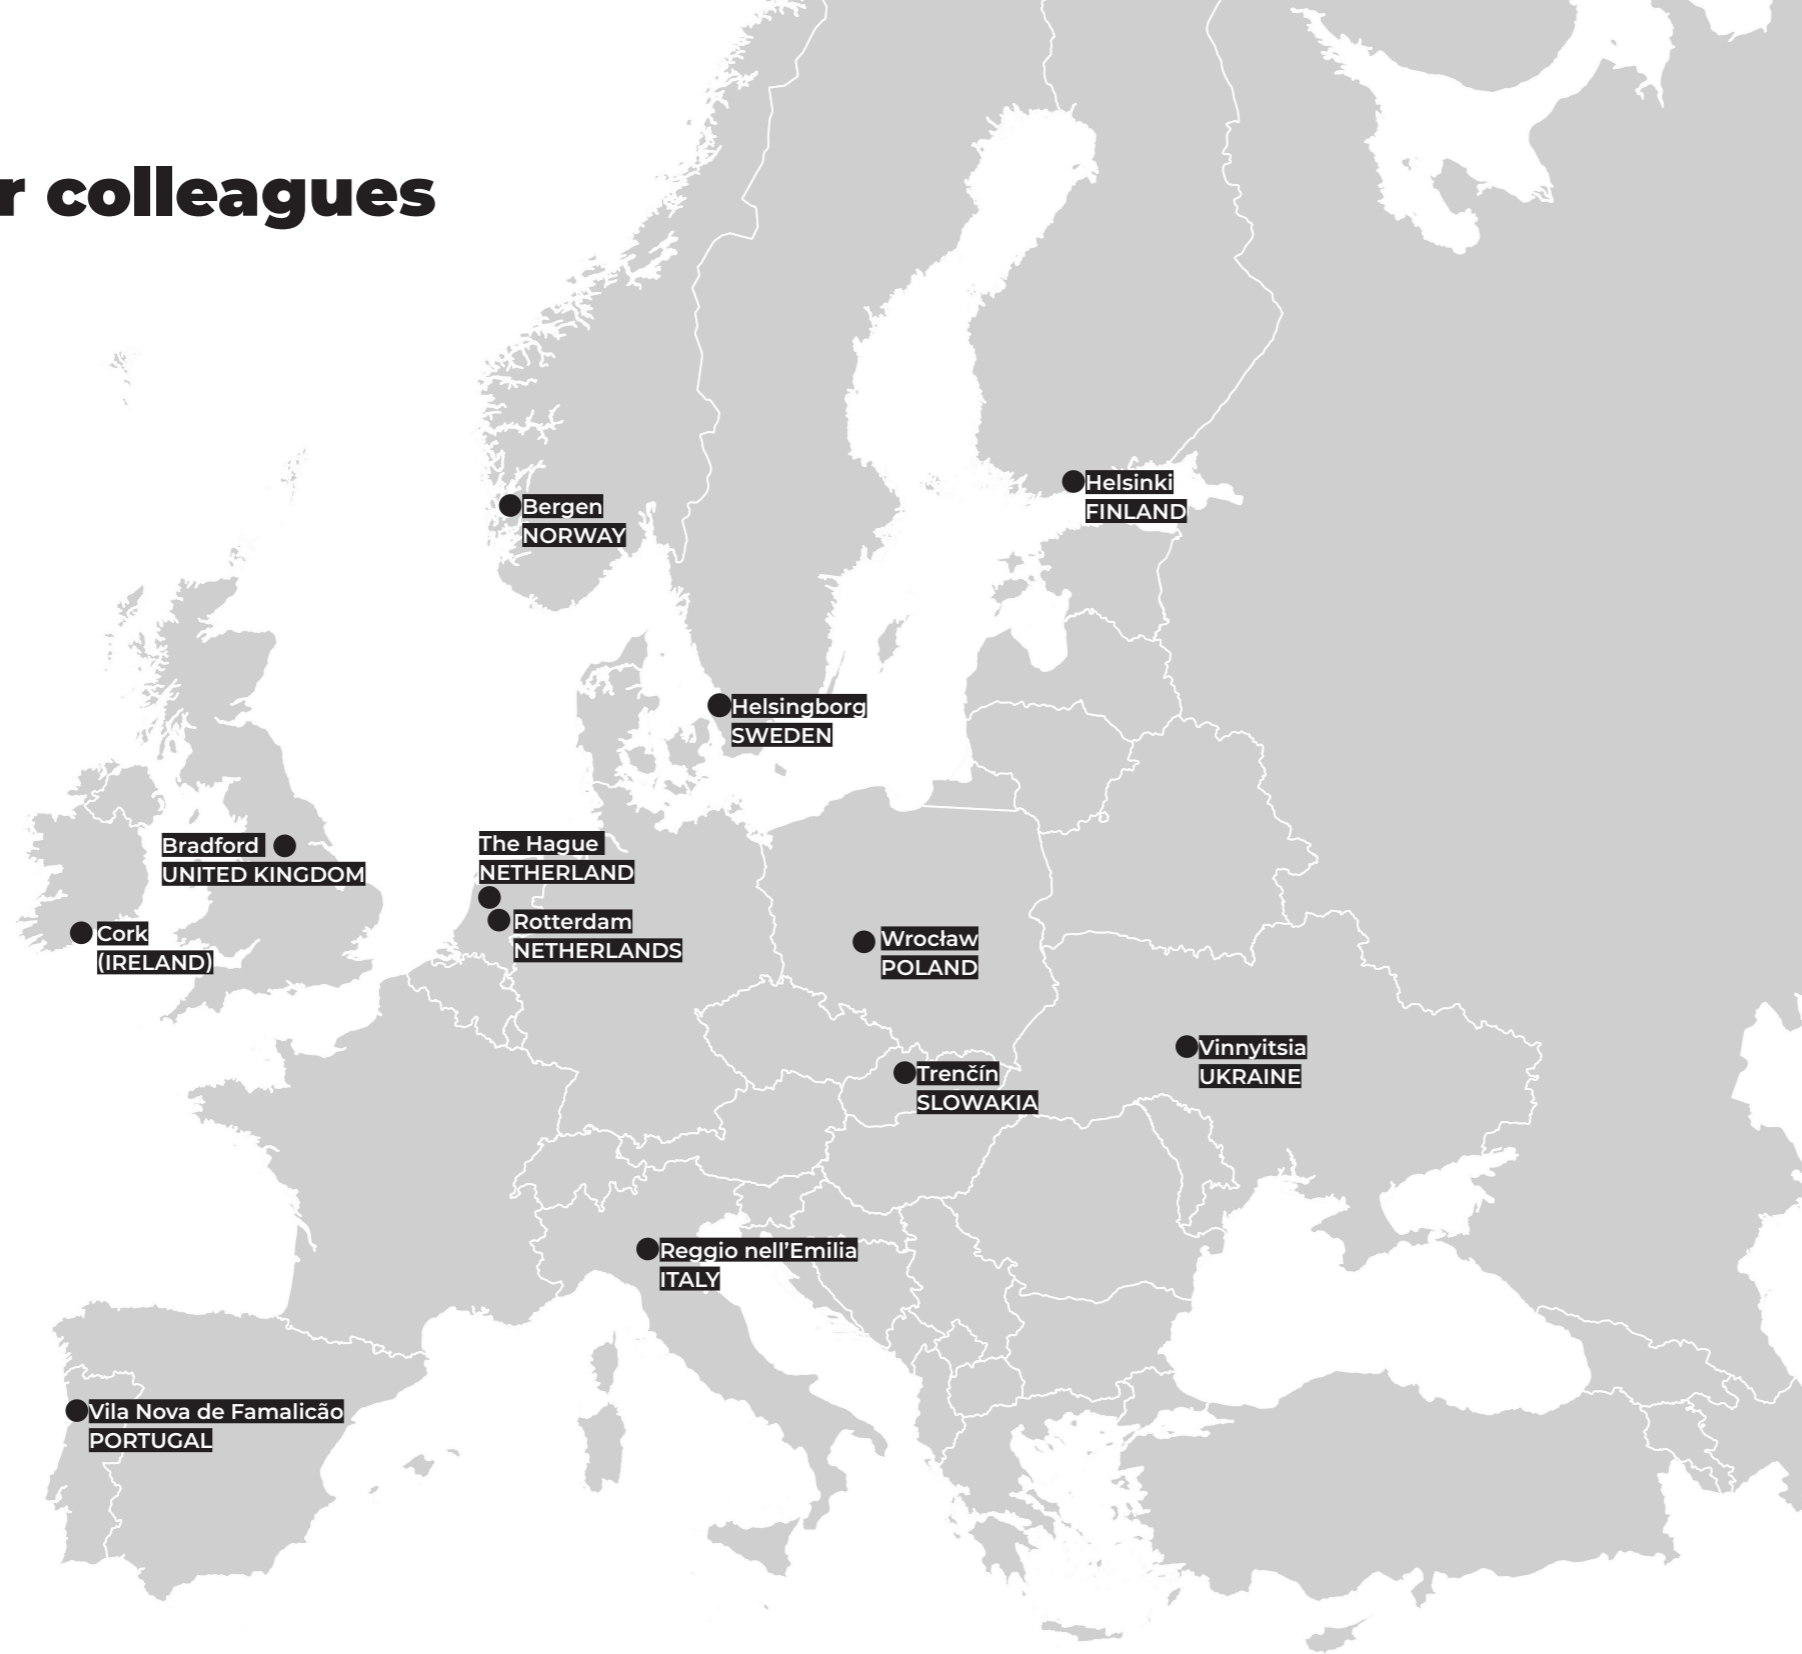 r colleagues
Helsinki
FINLAND
Bergen
NORWAY
Helsingborg
SWEDEN
Bradford
UNITED KINGDOM
The Hague
NETHERLAND
Rotterdam
NETHERLANDS
Cork
(IRELAND)
Wrocław
POLAND
Vinnyitsia
UKRAINE
Trenčín
SLOWAKIA
Reggio nell’Emilia
ITALY
Vila Nova de Famalicão
PORTUGAL